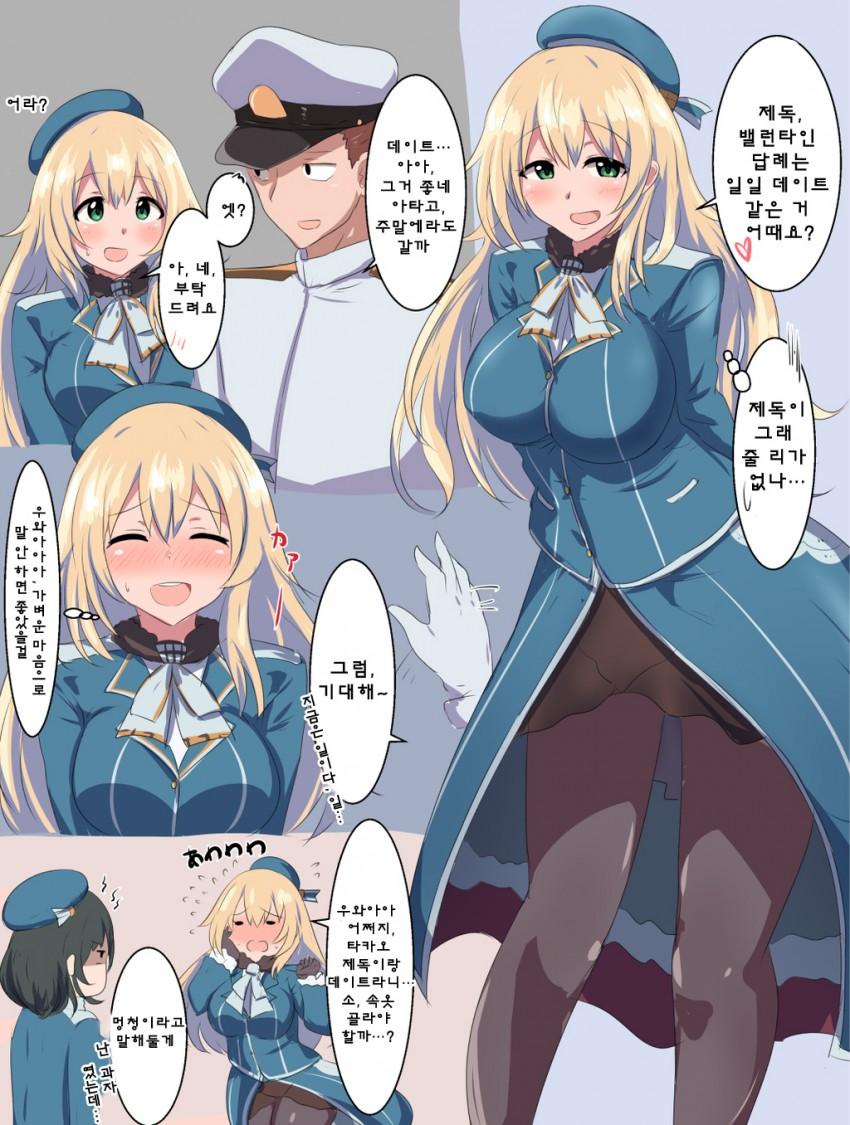 제독,
밸런타인
답례는
일일 데이트
같은 거
어때요?
제독이
그래
줄 리가
없나…
데이트…
아아,
그거 좋네
아타고,
주말에라도
갈까
어라?
엣?
아, 네,
부탁
드려요
カァー
우와아아아 가벼운 마음으로
말 안하면 좋았을걸
그럼,
기대해~
지금은 일이다 일…
あわわわ
우와아아
어쩌지,
타카오
제독이랑
데이트라니…
소, 속옷
골라야
할까…?
멍청이라고
말해둘게
난 과자
였는데…